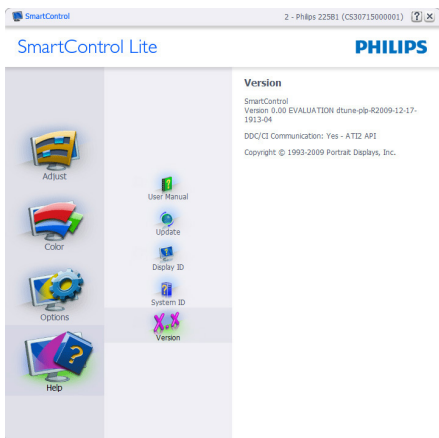 SmartControl
2 - Philips 225B1 (CS30715000001)
SmartControl Lite
PHILIPS
Adjust
Color
Options
Help
User Manual
Update
Display ID
System ID
X.X
Version
Version
SmartControl
Version 0.00 EVALUATION dtune-plp-R2009-12-17-
1913-04
DDC/CI Communication: Yes - ATI2 API
Copyright © 1993-2009 Portrait Displays, Inc.